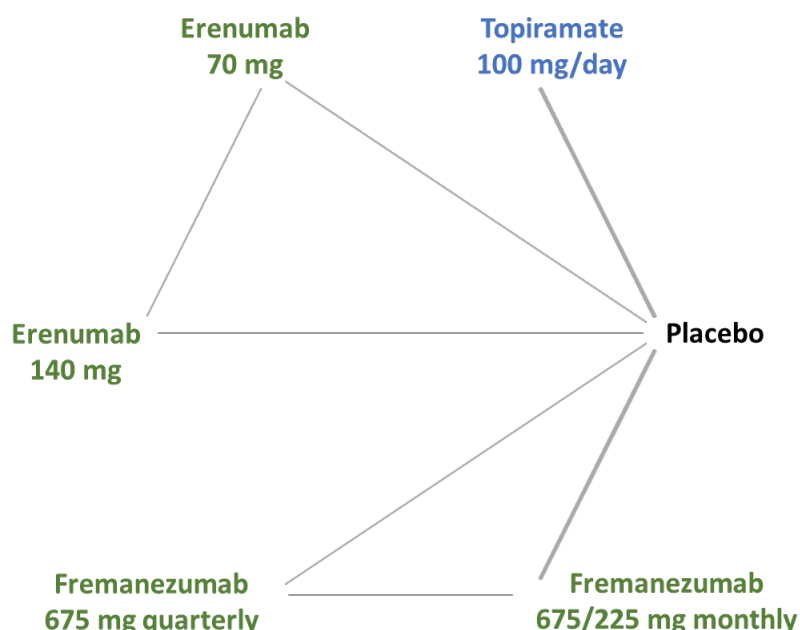 Erenumab
70 mg
Topiramate
100 mg/day
Erenumab
140 mg
Placebo
Fremanezumab
675 mg quarterly
Fremanezumab
675/225 mg monthly